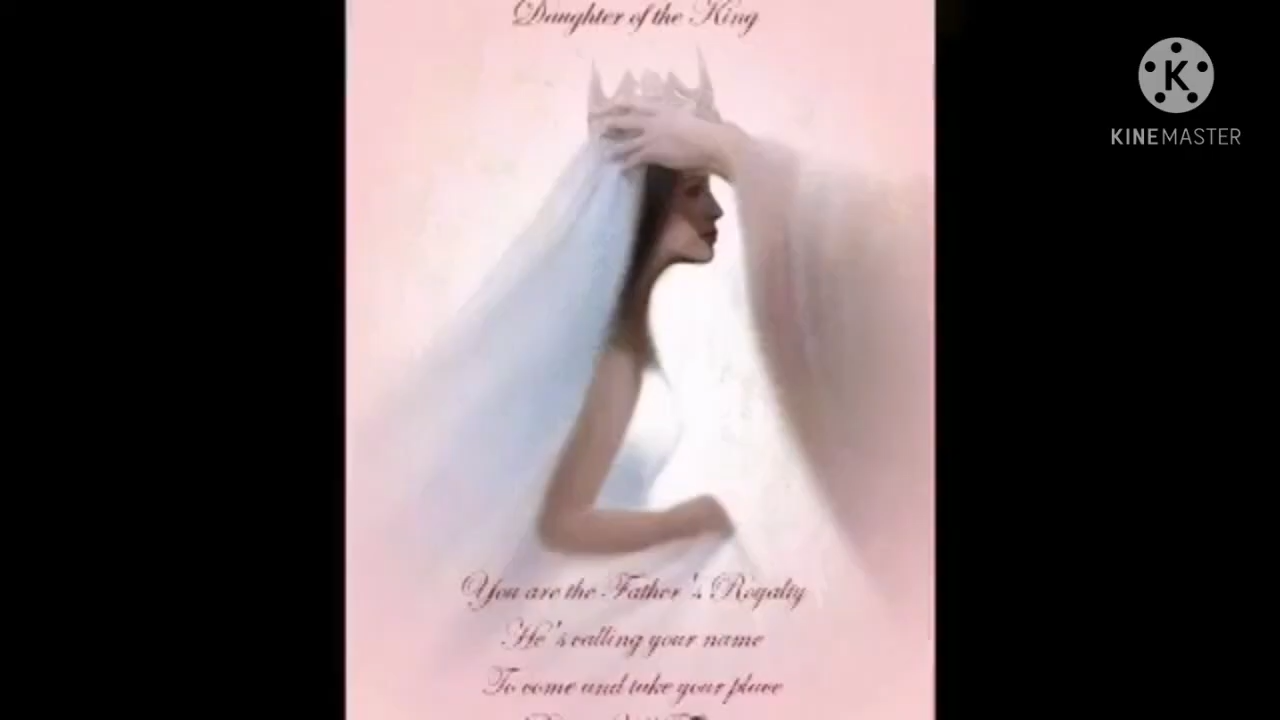 Daughter of the King
K
KINEMASTER
You are the Father's Royalty
He's calling your name
To come and take your place